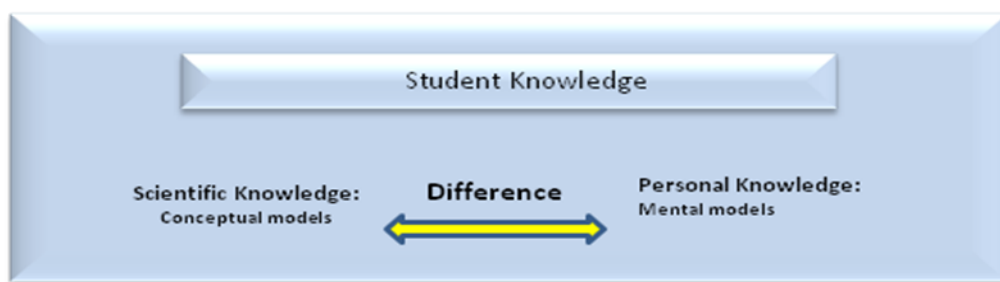 Student Knowledge
Scientific Knowledge:
Conceptual models
Difference
Personal Knowledge:
Mental models